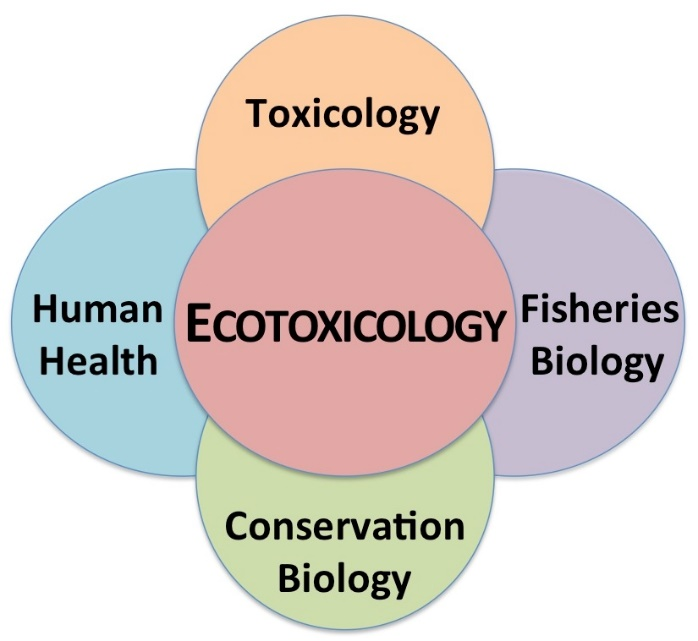 Toxicology
Human
Health
ECOTOXICOLOGY
Fisheries
Biology
Conservation
Biology